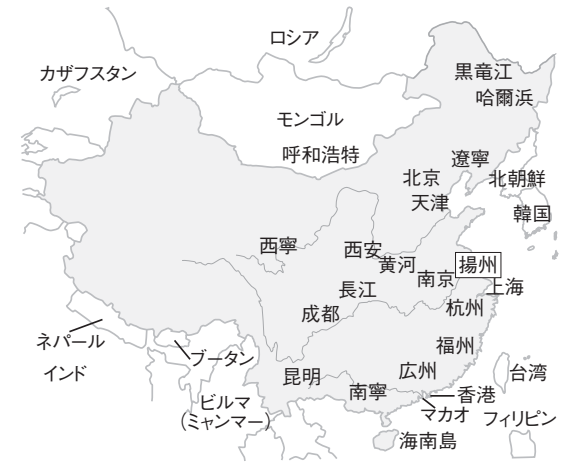 ロシア
カザフスタン
黒竜江
哈爾浜
モンゴル
呼和浩特
遼寧
北京
北朝鮮
天津
韓国
西寧
西安
黄河
揚州
南京
上海
長江
杭州
成都
ネパール
ブータン
福州
インド
昆明
広州
台湾
南寧
香港
ビルマ
(ミャンマー)
マカオ
フィリピン
海南島